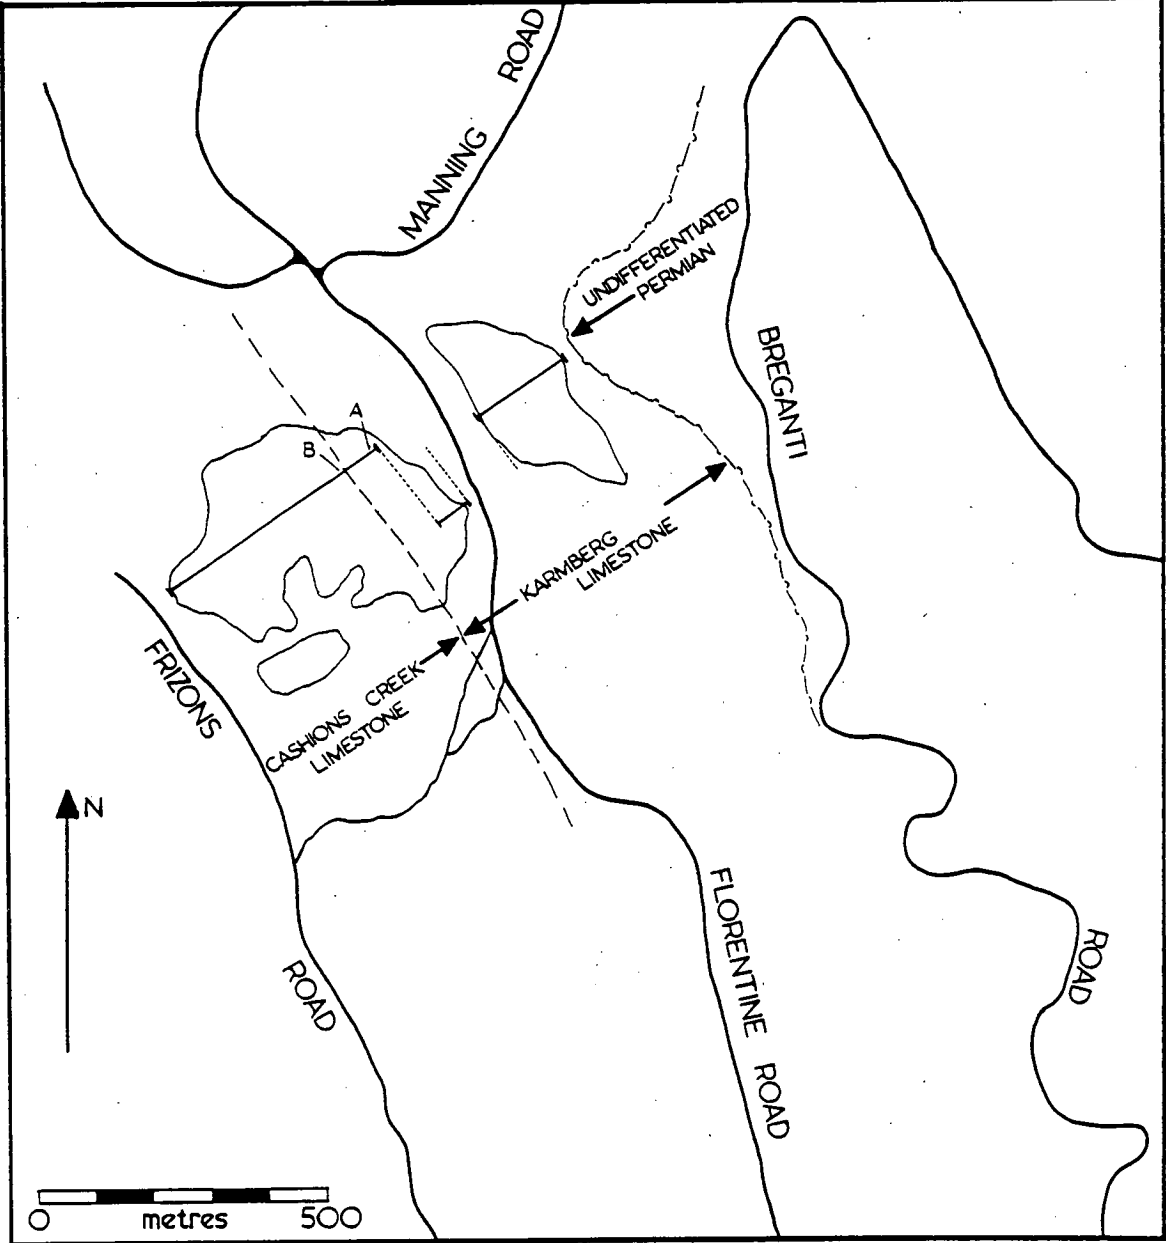 MANNING ROAD
UNDIFFERENTIATED
PERMIAN
BREGANTI
ROAD
A
B
KARMBERG
LIMESTONE
CASHIONS CREEK
LIMESTONE
FRIZONS
ROAD
N
FLORENTINE ROAD
0 metres 500